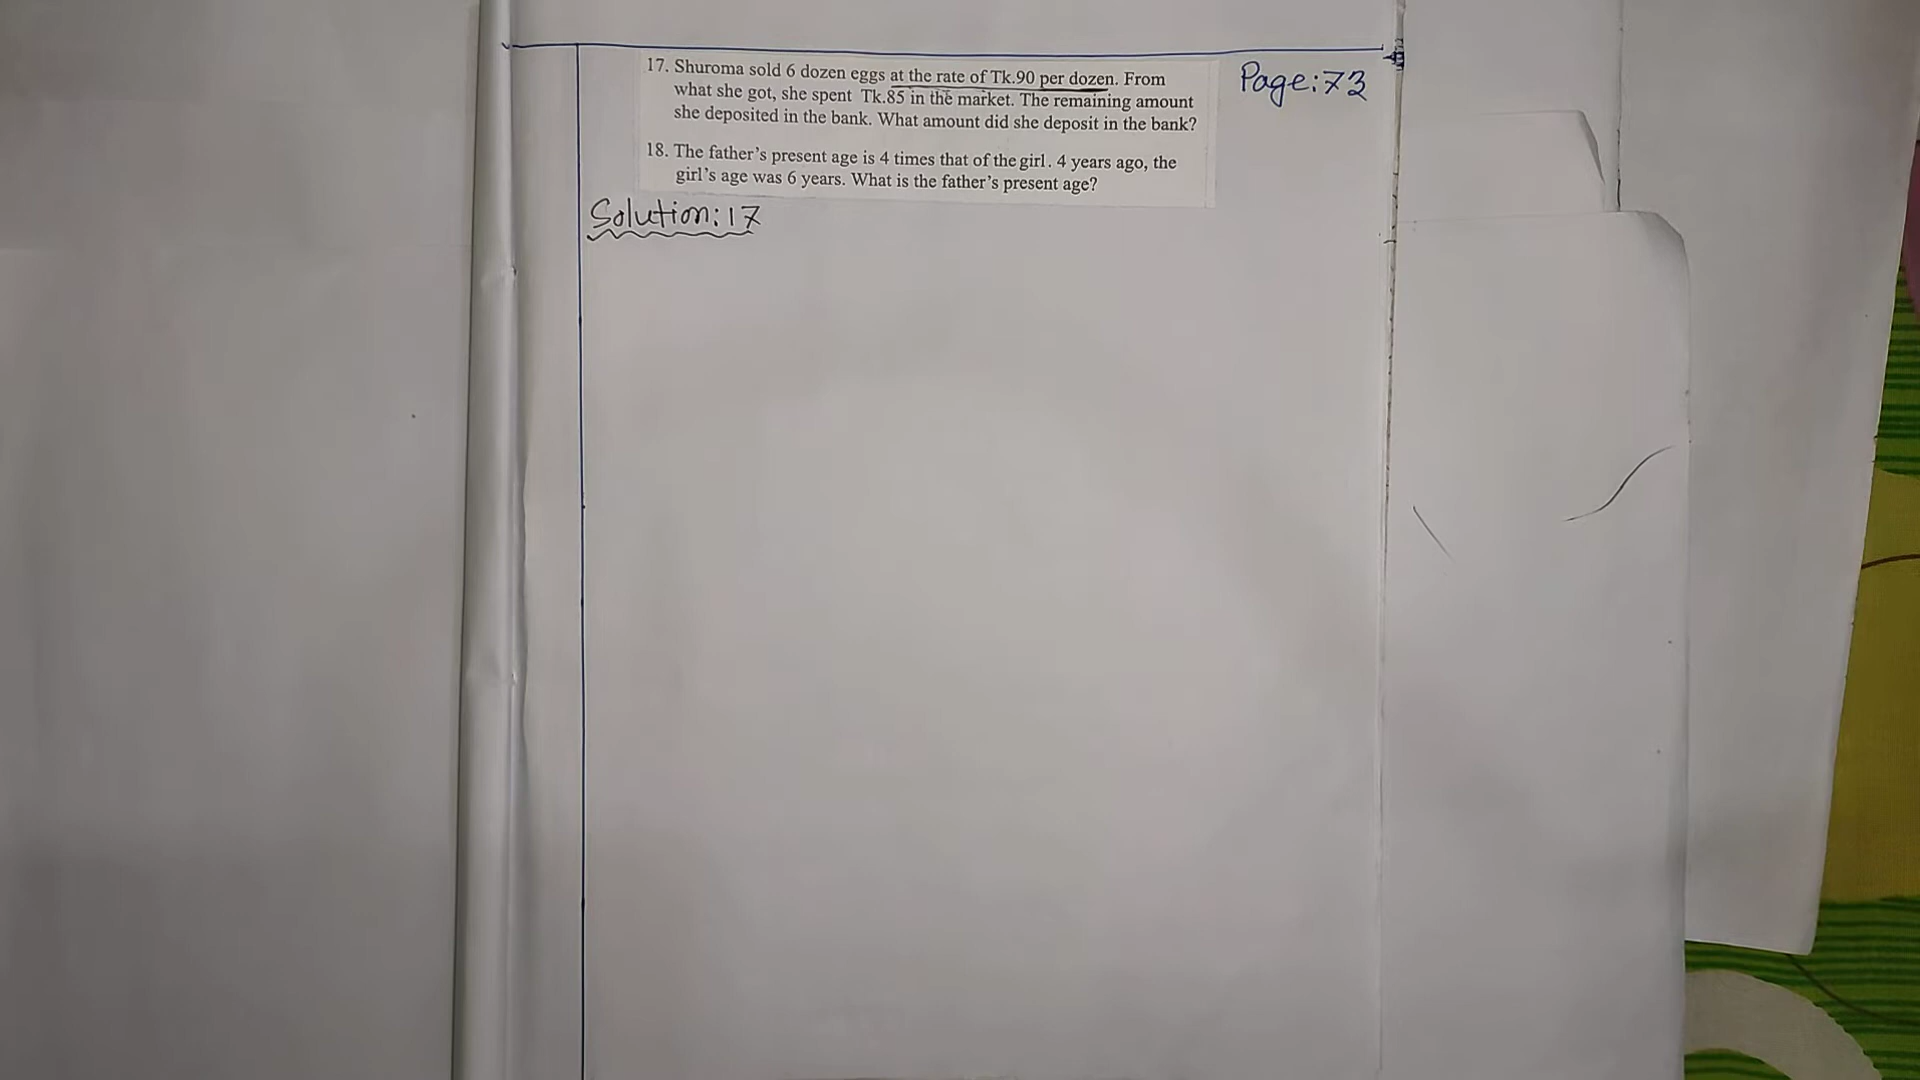 17. Shuroma sold 6 dozen eggs at the rate of Tk.90 per dozen. From
what she got, she spent Tk.85 in the market. The remaining amount
she deposited in the bank. What amount did she deposit in the bank?
Page:73
18. The father's present age is 4 times that of the girl. 4 years ago, the
girl's age was 6 years. What is the father's present age?
Solution:17